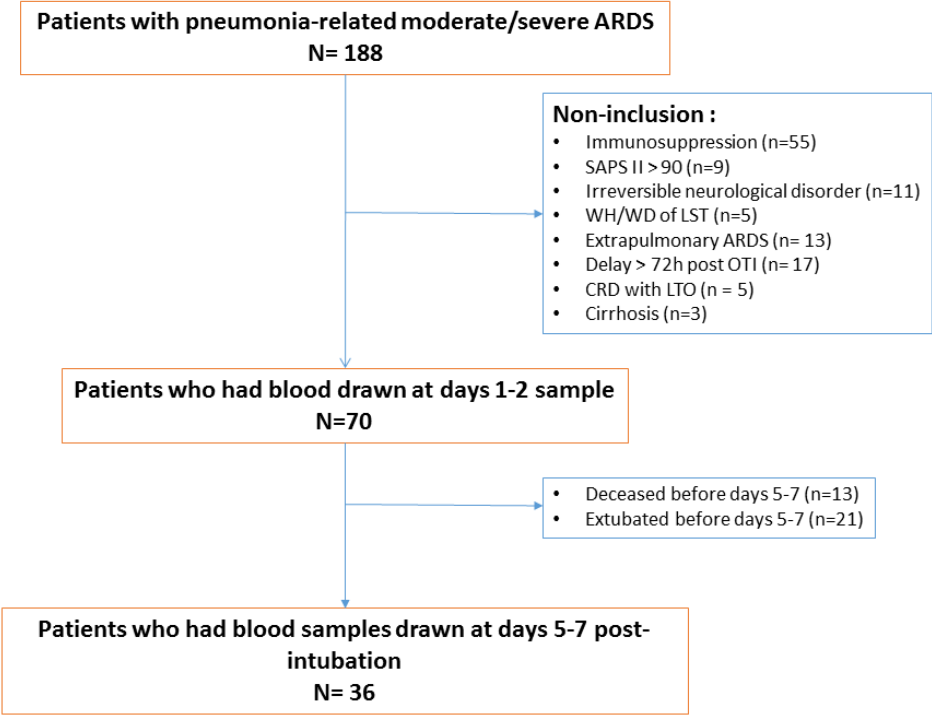 Patients with pneumonia-related moderate/severe ARDS
N= 188
Non-inclusion :
• Immunosuppression (n=55)
• SAPS II > 90 (n=9)
• Irreversible neurological disorder (n=11)
• WH/WD of LST (n=5)
• Extrapulmonary ARDS (n= 13)
• Delay > 72h post OTI (n= 17)
• CRD with LTO (n = 5)
• Cirrhosis (n=3)
Patients who had blood drawn at days 1-2 sample
N=70
• Deceased before days 5-7 (n=13)
• Extubated before days 5-7 (n=21)
Patients who had blood samples drawn at days 5-7 post-
intubation
N= 36